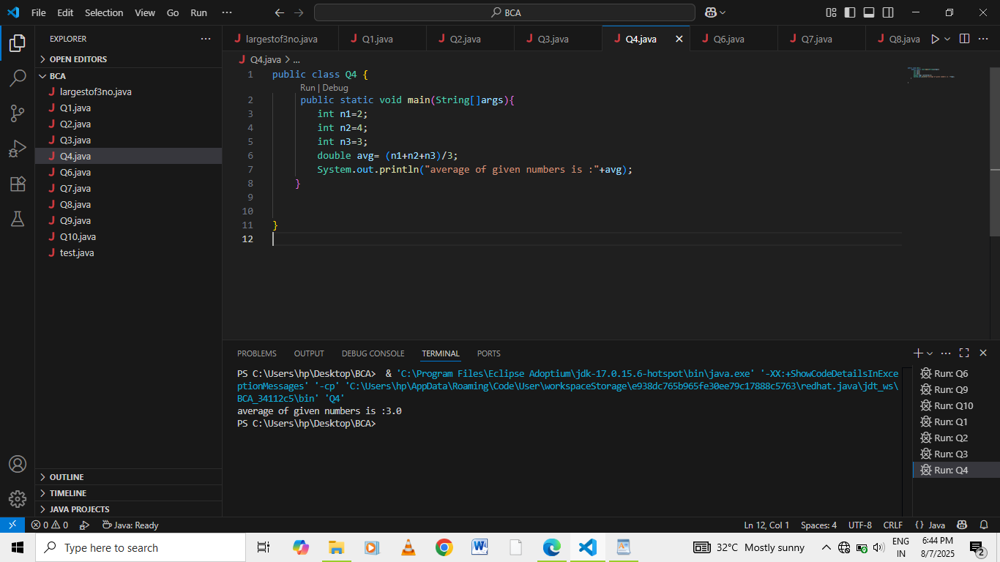 File Edit Selection View Go Run ··· BCA
EXPLORER ···
largestof3no.java Q1.java Q2.java Q3.java Q4.java Q6.java Q7.java Q8.java ···
OPEN EDITORS
BCA
largestof3no.java
Q1.java
Q2.java
Q3.java
Q4.java
Q6.java
Q7.java
Q8.java
Q9.java
Q10.java
test.java
OUTLINE
TIMELINE
JAVA PROJECTS
Q4.java > ...
1 public class Q4 {
Run | Debug
2 public static void main(String[]args){
3 int n1=2;
4 int n2=4;
5 int n3=3;
6 double avg= (n1+n2+n3)/3;
7 System.out.println("average of given numbers is :"+avg);
8 }
9
10
11 }
12
PROBLEMS OUTPUT DEBUG CONSOLE TERMINAL PORTS
PS C:\Users\hp\Desktop\BCA>  & 'C:\Program Files\Eclipse Adoptium\jdk-17.0.15.6-hotspot\bin\java.exe' '-XX:+ShowCodeDetailsInExce
ptionMessages' '-cp' 'C:\Users\hp\AppData\Roaming\Code\User\workspaceStorage\e938dc765b965fe30ee79c17888c5763\redhat.java\jdt_ws\
BCA_34112c5\bin' 'Q4'
average of given numbers is :3.0
PS C:\Users\hp\Desktop\BCA>
Run: Q6
Run: Q9
Run: Q10
Run: Q1
Run: Q2
Run: Q3
Run: Q4
0 0 Java: Ready Ln 12, Col 1 Spaces: 4 UTF-8 CRLF {} Java
Type here to search 32°C Mostly sunny ENG IN 6:44 PM 8/7/2025 2